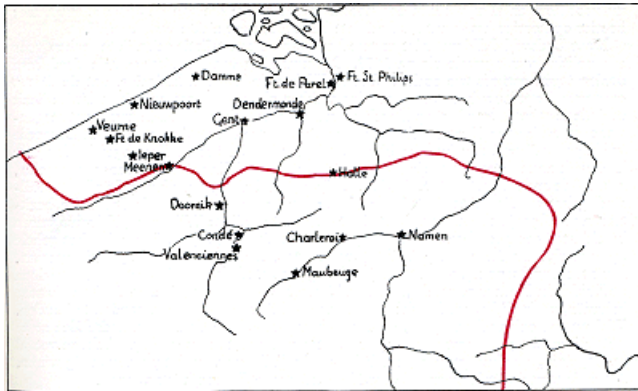 Damme
Ft. St Philips
Ft. de Parel
Nieuwpoort
Dendermonde
Gent
Veurne
Ft de Knokke
Ieper
Meenen
Halle
Doornik
Condé
Charleroi
Namen
Valenciennes
Maubeuge